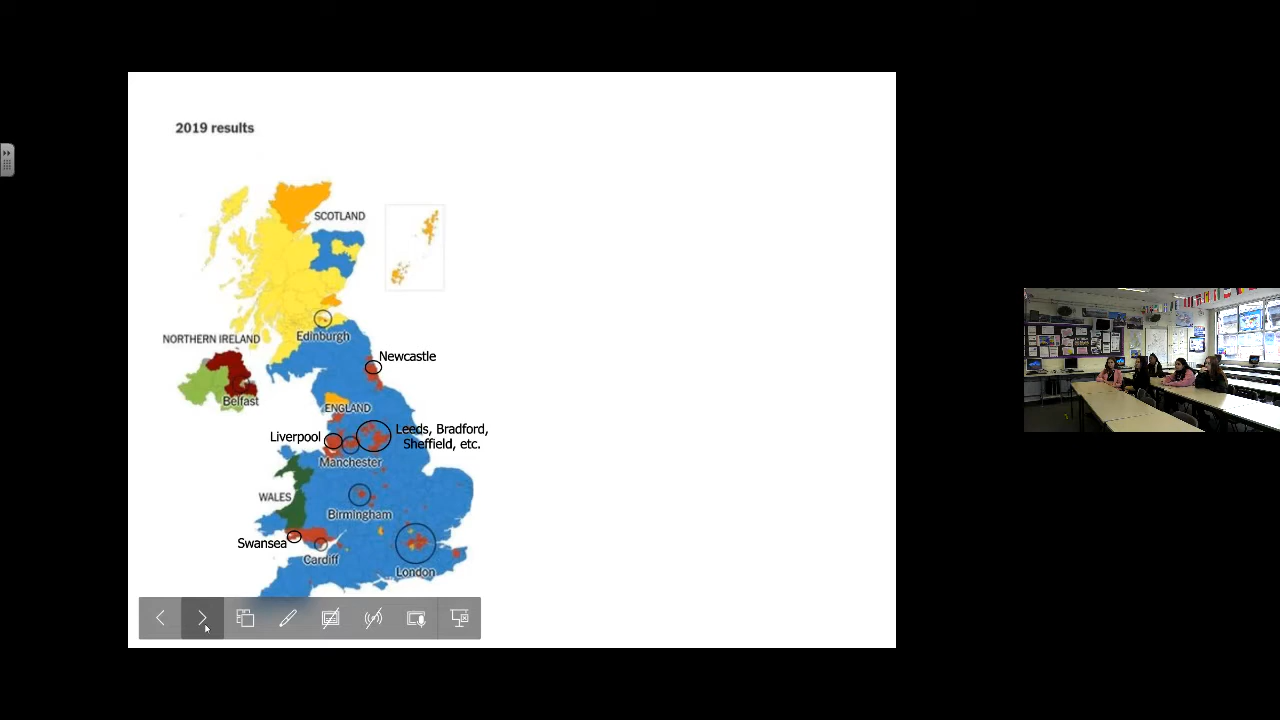 2019 results
SCOTLAND
Edinburgh
NORTHERN IRELAND
Newcastle
Belfast
ENGLAND
Liverpool
Leeds, Bradford,
Sheffield, etc.
Manchester
WALES
Birmingham
Swansea
Cardiff
London